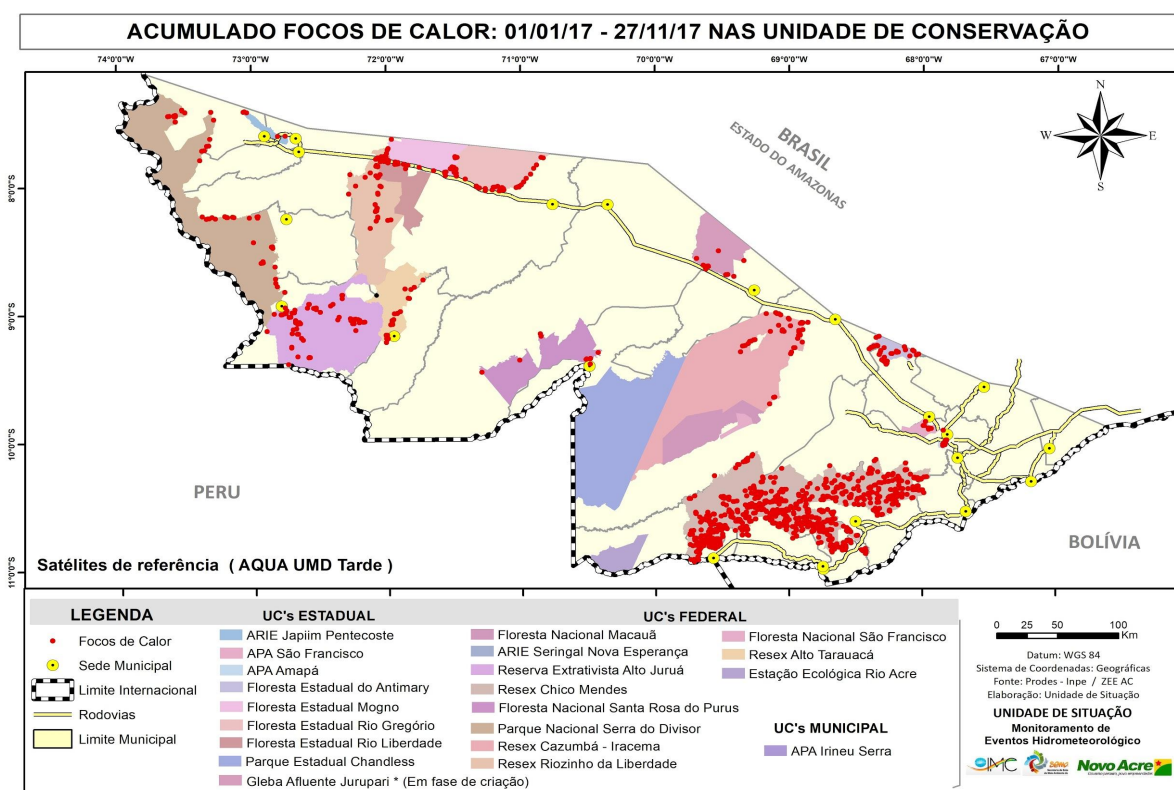 ACUMULADO FOCOS DE CALOR: 01/01/17 - 27/11/17 NAS UNIDADE DE CONSERVAÇÃO
74°0'0"W 73°0'0"W 72°0'0"W 71°0'0"W 70°0'0"W 69°0'0"W 68°0'0"W 67°0'0"W
N
W E
S
BRASIL
ESTADO DO AMAZONAS
8°0'0"S
9°0'0"S
10°0'0"S
11°0'0"S
PERU
BOLÍVIA
Satélites de referência ( AQUA UMD Tarde )
LEGENDA
Focos de Calor
Sede Municipal
Limite Internacional
Rodovias
Limite Municipal
UC's ESTADUAL
ARIE Japiim Pentecoste
APA São Francisco
APA Amapá
Floresta Estadual do Antimary
Floresta Estadual Mogno
Floresta Estadual Rio Gregório
Floresta Estadual Rio Liberdade
Parque Estadual Chandless
Gleba Afluente Jurupari * (Em fase de criação)
UC's FEDERAL
Floresta Nacional Macauã
ARIE Seringal Nova Esperança
Reserva Extrativista Alto Juruá
Resex Chico Mendes
Floresta Nacional Santa Rosa do Purus
Parque Nacional Serra do Divisor
Resex Cazumbá - Iracema
Resex Riozinho da Liberdade
Floresta Nacional São Francisco
Resex Alto Tarauacá
Estação Ecológica Rio Acre
UC's MUNICIPAL
APA Irineu Serra
0 25 50 100
Km
Datum: WGS 84
Sistema de Coordenadas: Geográficas
Fonte: Prodes - Inpe / ZEE AC
Elaboração: Unidade de Situação
UNIDADE DE SITUAÇÃO
Monitoramento de
Eventos Hidrometeorológico
IMC
Novo Acre